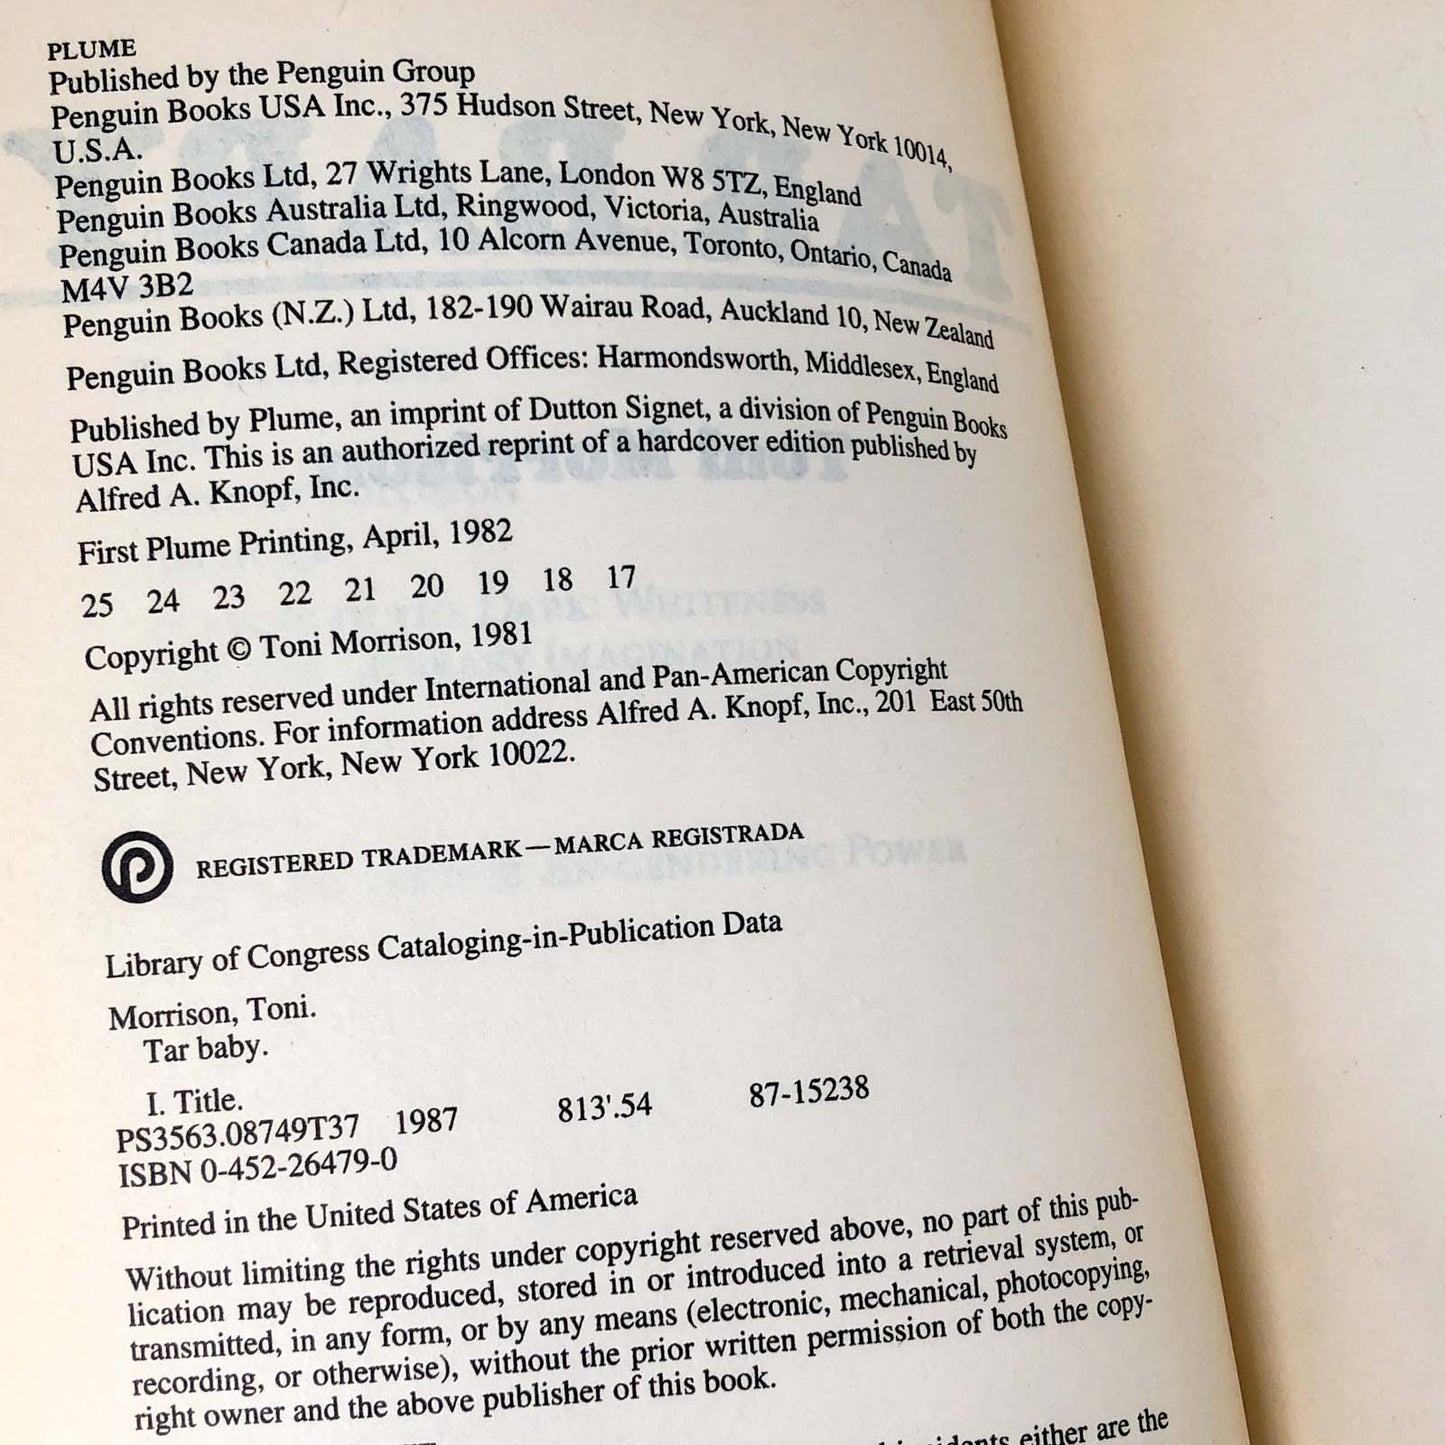 PLUME
Published by the Penguin Group
Penguin Books USA Inc., 375 Hudson Street, New York, New York 10014,
U.S.A.
Penguin Books Ltd, 27 Wrights Lane, London W8 5TZ, England
Penguin Books Australia Ltd, Ringwood, Victoria, Australia
Penguin Books Canada Ltd, 10 Alcorn Avenue, Toronto, Ontario, Canada
M4V 3B2
Penguin Books (N.Z.) Ltd, 182-190 Wairau Road, Auckland 10, New Zealand
Penguin Books Ltd, Registered Offices: Harmondsworth, Middlesex, England
Published by Plume, an imprint of Dutton Signet, a division of Penguin Books
USA Inc. This is an authorized reprint of a hardcover edition published by
Alfred A. Knopf, Inc.
First Plume Printing, April, 1982
25 24 23 22 21 20 19 18 17
Copyright © Toni Morrison, 1981
All rights reserved under International and Pan-American Copyright
Conventions. For information address Alfred A. Knopf, Inc., 201 East 50th
Street, New York, New York 10022.
REGISTERED TRADEMARK—MARCA REGISTRADA
Library of Congress Cataloging-in-Publication Data
Morrison, Toni.
Tar baby.
I. Title.
PS3563.08749T37 1987 813'.54 87-15238
ISBN 0-452-26479-0
Printed in the United States of America
Without limiting the rights under copyright reserved above, no part of this pub-
lication may be reproduced, stored in or introduced into a retrieval system, or
transmitted, in any form, or by any means (electronic, mechanical, photocopying,
recording, or otherwise), without the prior written permission of both the copy-
right owner and the above publisher of this book.
either are the